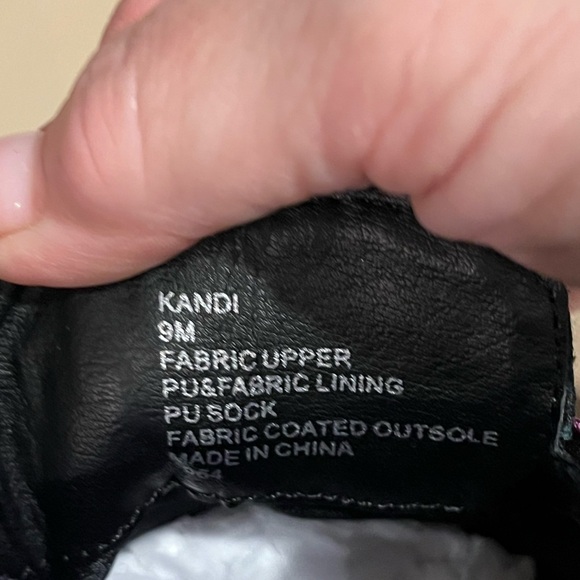 KANDI
9M
FABRIC UPPER
PU&FABRIC LINING
PU SOCK
FABRIC COATED OUTSOLE
MADE IN CHINA